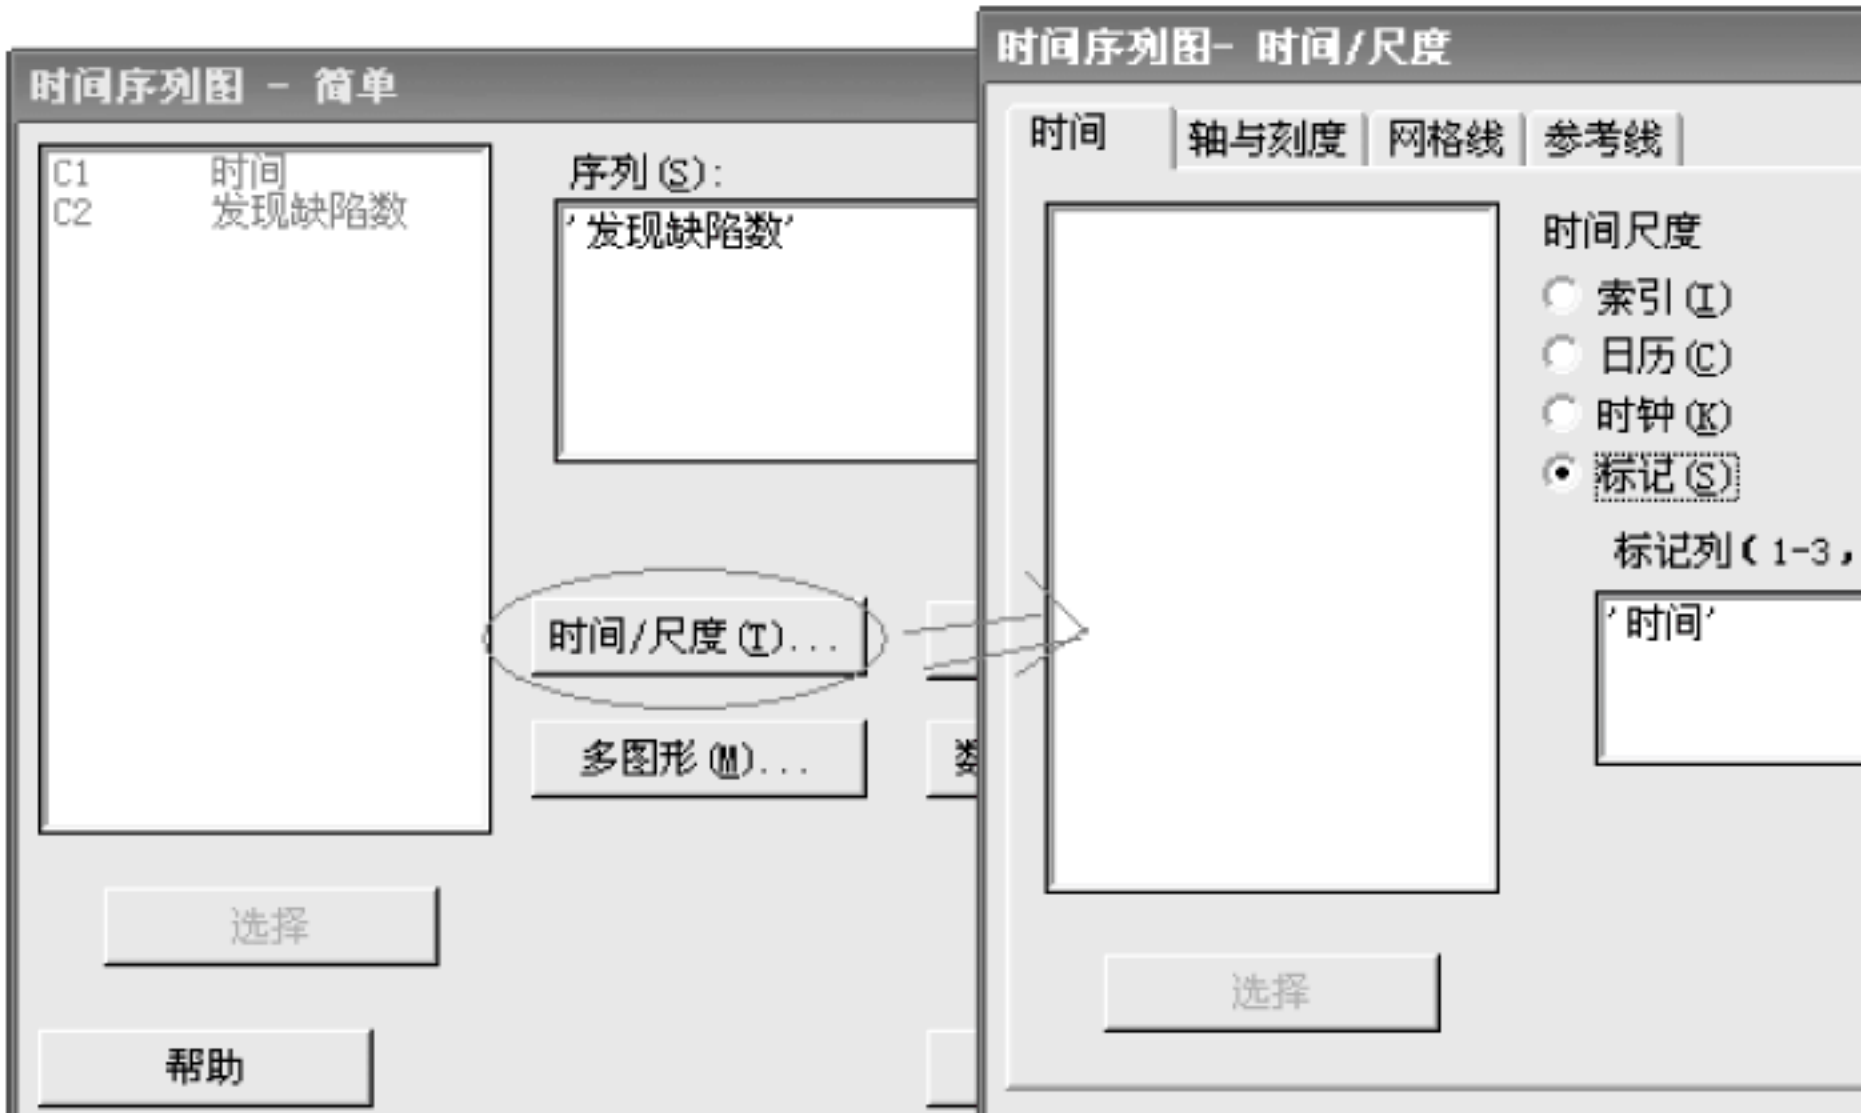 时间序列图 - 简单
C1 时间
C2 发现缺陷数
序列(S):
'发现缺陷数'
时间/尺度(T)...
多图形(M)...
选择
帮助
时间序列图- 时间/尺度
时间 轴与刻度 网格线 参考线
时间尺度
索引(I)
日历(C)
时钟(K)
标记(S)
标记列(1-3,
'时间'
选择